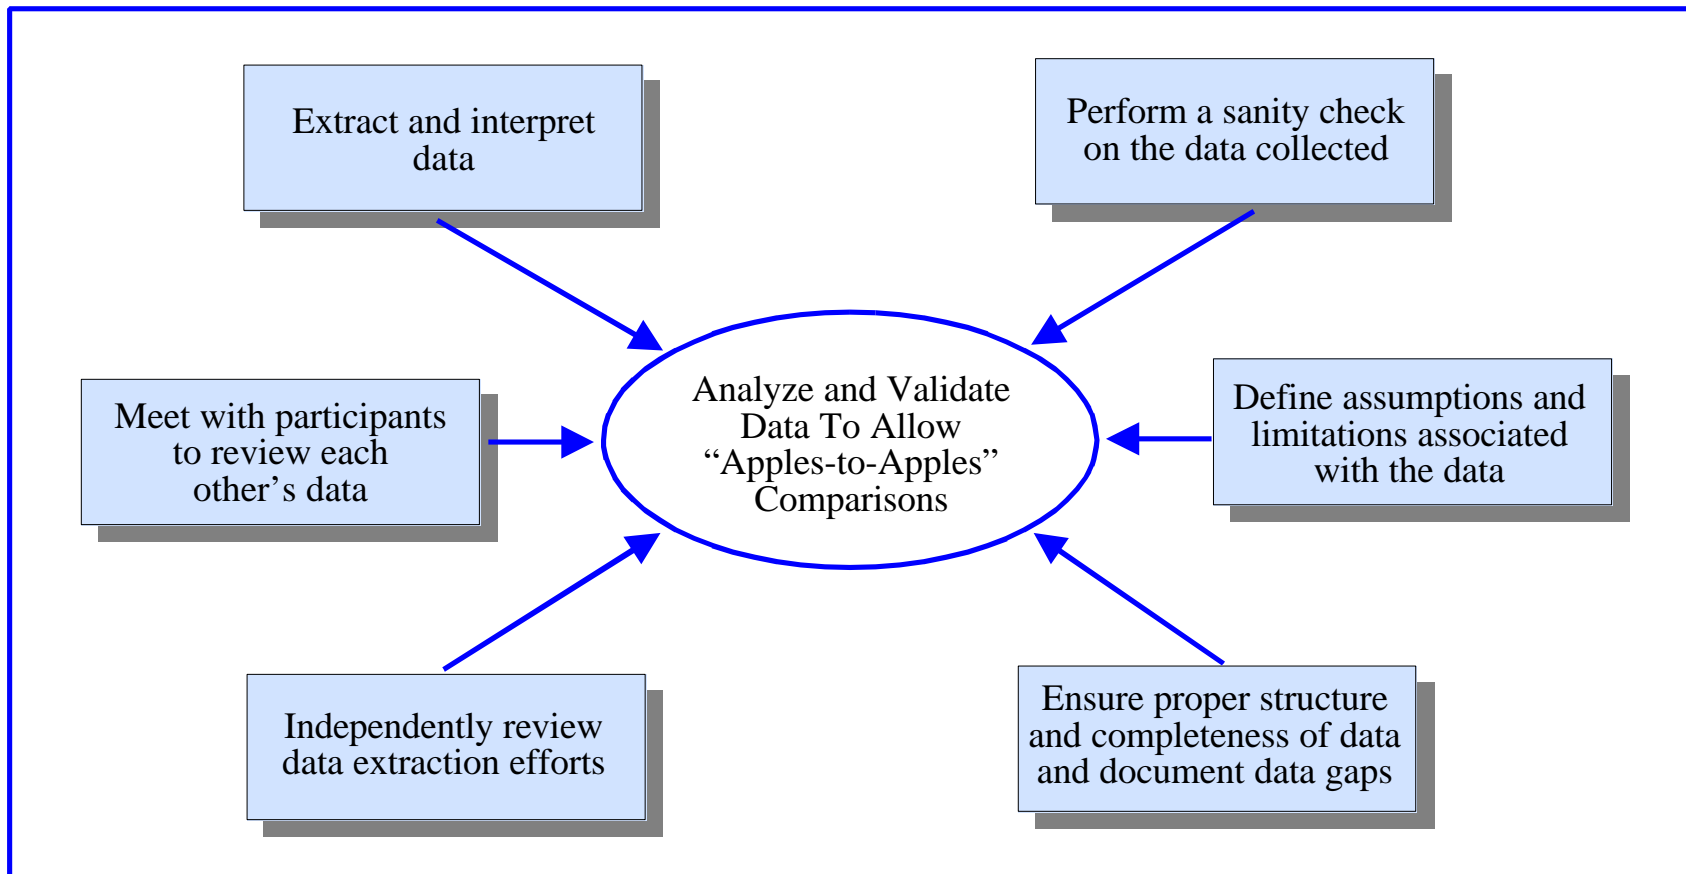 Extract and interpret
data
Perform a sanity check
on the data collected
Meet with participants
to review each
other’s data
Analyze and Validate
Data To Allow
“Apples-to-Apples”
Comparisons
Define assumptions and
limitations associated
with the data
Independently review
data extraction efforts
Ensure proper structure
and completeness of data
and document data gaps